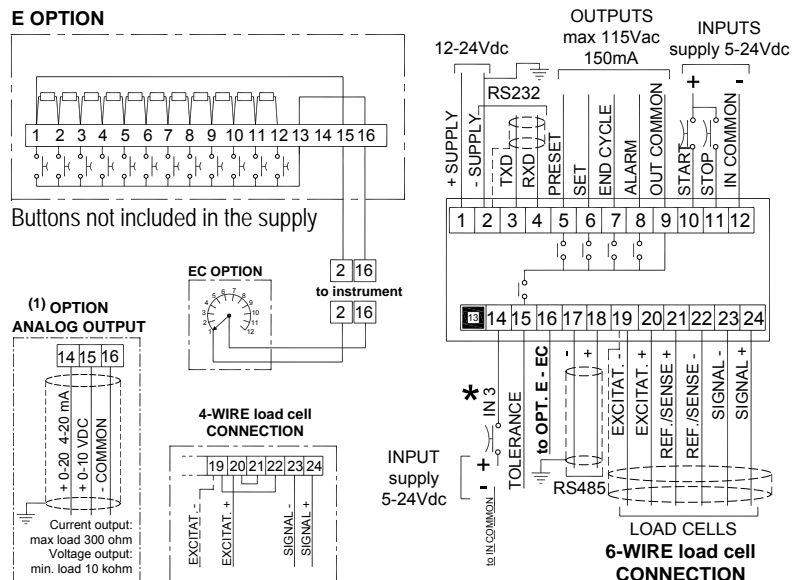 E OPTION
1 2 3 4 5 6 7 8 9 10 11 12 13 14 15 16
Buttons not included in the supply
EC OPTION
1 2 3 4 5 6 7 8 9 10 11 12
2 16
to instrument
2 16
(1) OPTION
ANALOG OUTPUT
14 15 16
+ 0-20 4-20 mA
+ 0-10 VDC
- COMMON
Current output:
max load 300 ohm
Voltage output:
min. load 10 kohm
4-WIRE load cell
CONNECTION
19 20 21 22 23 24
EXCITAT. -
EXCITAT. +
SIGNAL -
SIGNAL +
12-24Vdc
OUTPUTS
max 115Vac
150mA
INPUTS
supply 5-24Vdc
+ -
RS232
+ SUPPLY
- SUPPLY
TXD
RXD
PRESET
SET
END CYCLE
ALARM
OUT COMMON
START
STOP
IN COMMON
1 2 3 4 5 6 7 8 9 10 11 12
13 14 15 16 17 18 19 20 21 22 23 24
*
IN 3
TOLERANCE
to OPT. E - EC
-
+
EXCITAT. -
EXCITAT. +
REF./SENSE +
REF./SENSE -
SIGNAL -
SIGNAL +
INPUT
supply
5-24Vdc
+
-
to IN COMMON
RS485
LOAD CELLS
6-WIRE load cell
CONNECTION